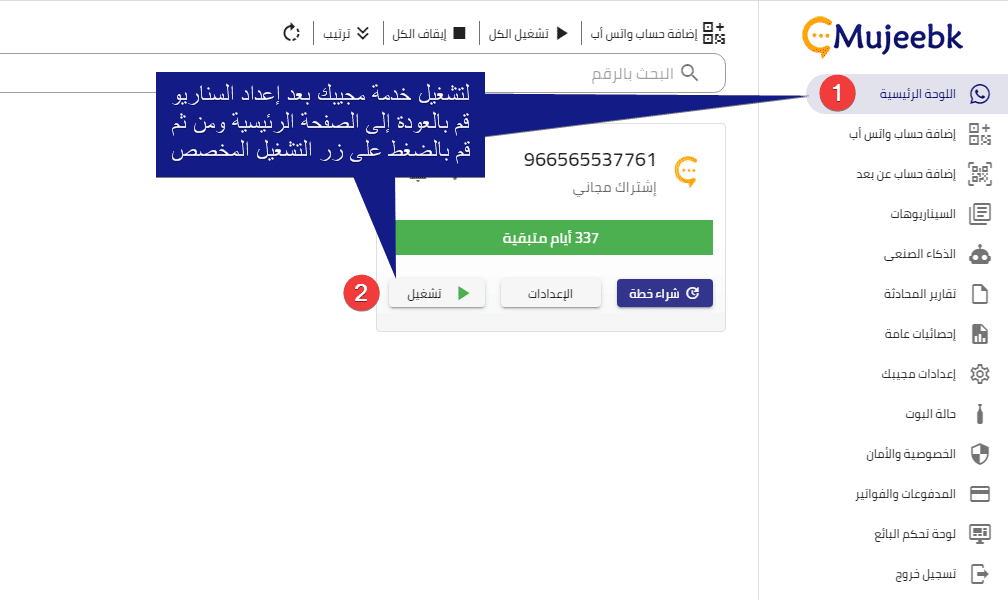 Mujeebk
إضافة حساب واتس أب
تشغيل الكل
إيقاف الكل
ترتيب
البحث بالرقم
لتشغيل خدمة مجيبك بعد إعداد السناريو
قم بالعودة إلى الصفحة الرئيسية ومن ثم
قم بالضغط على زر التشغيل المخصص
1
اللوحة الرئيسية
إضافة حساب واتس أب
إضافة حساب عن بعد
السيناريوهات
الذكاء الصنعى
تقارير المحادثة
إحصائيات عامة
إعدادات مجيبك
حالة البوت
الخصوصية والأمان
المدفوعات والفواتير
لوحة تحكم البائع
تسجيل خروج
966565537761
إشتراك مجاني
337 أيام متبقية
شراء خطة
الإعدادات
تشغيل
2